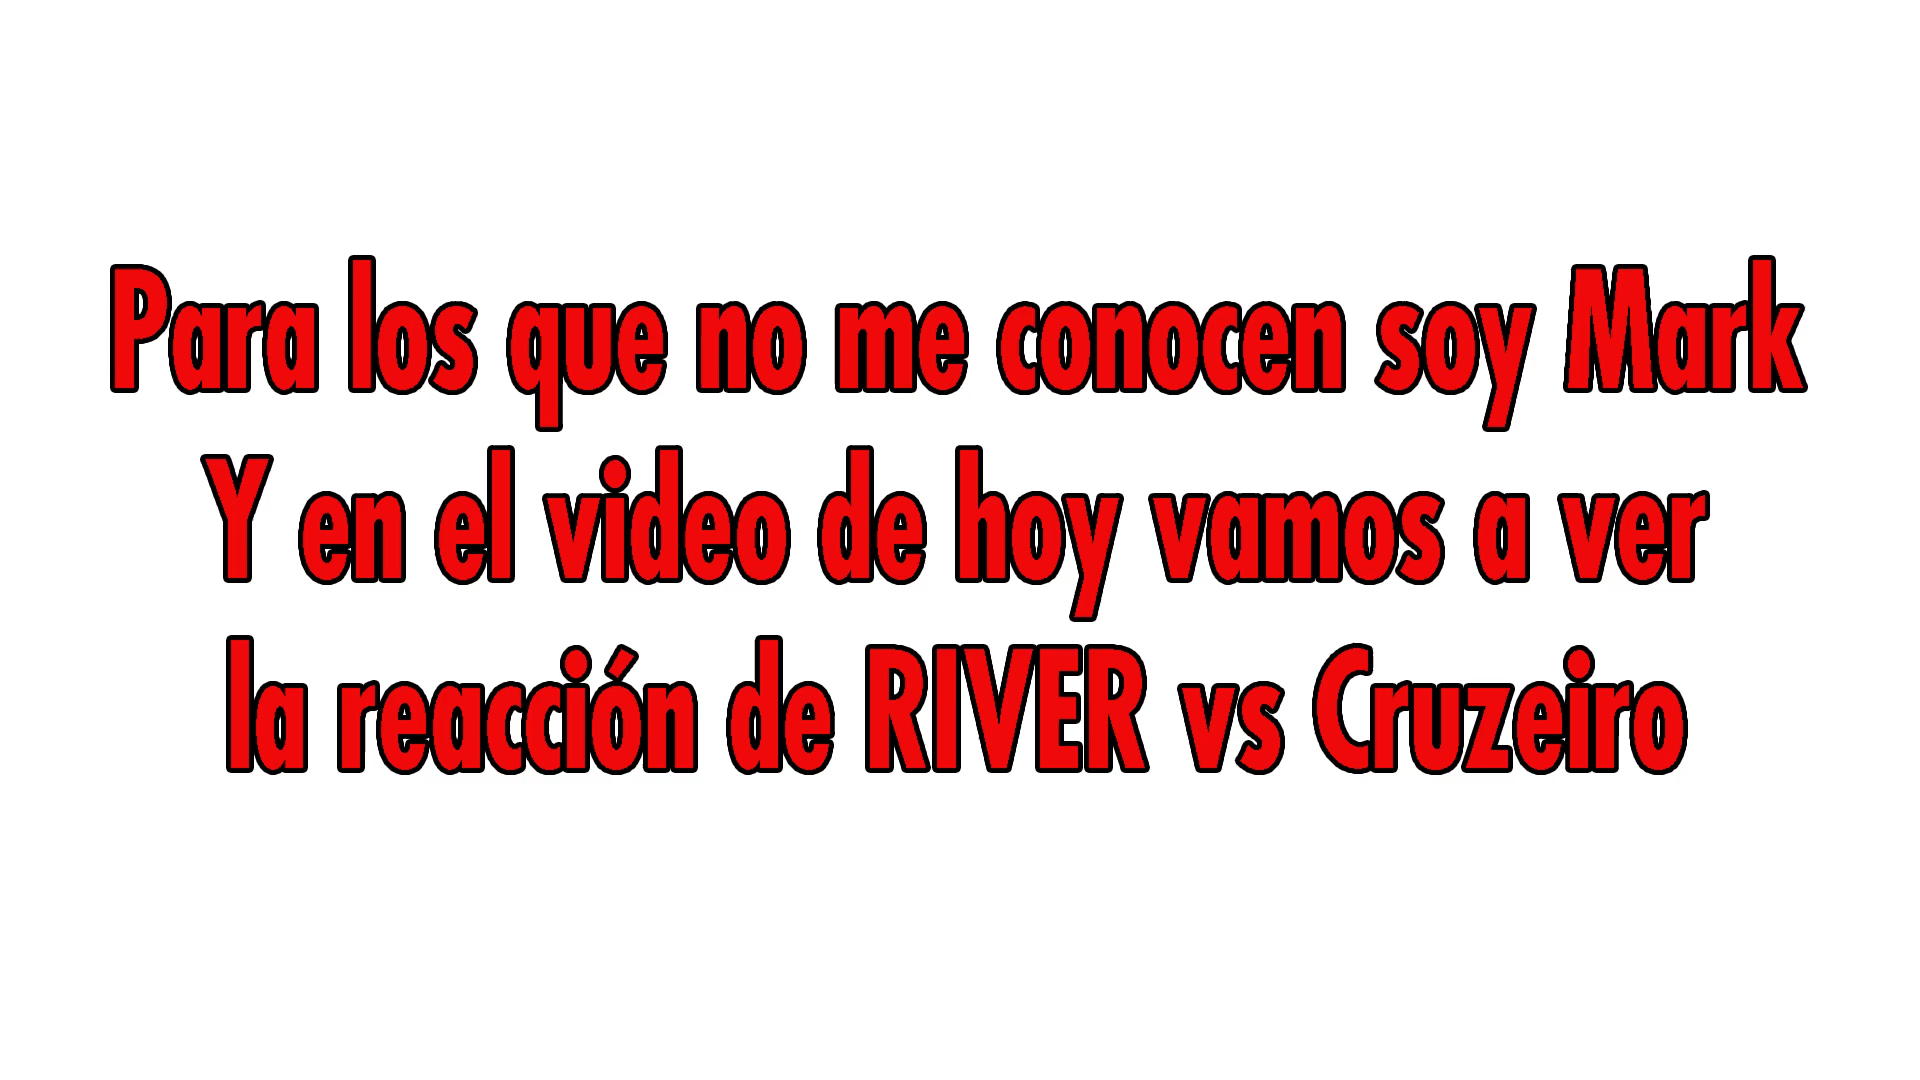 Para los que no me conocen soy Mark
Y en el video de hoy vamos a ver
la reacción de RIVER vs Cruzeiro